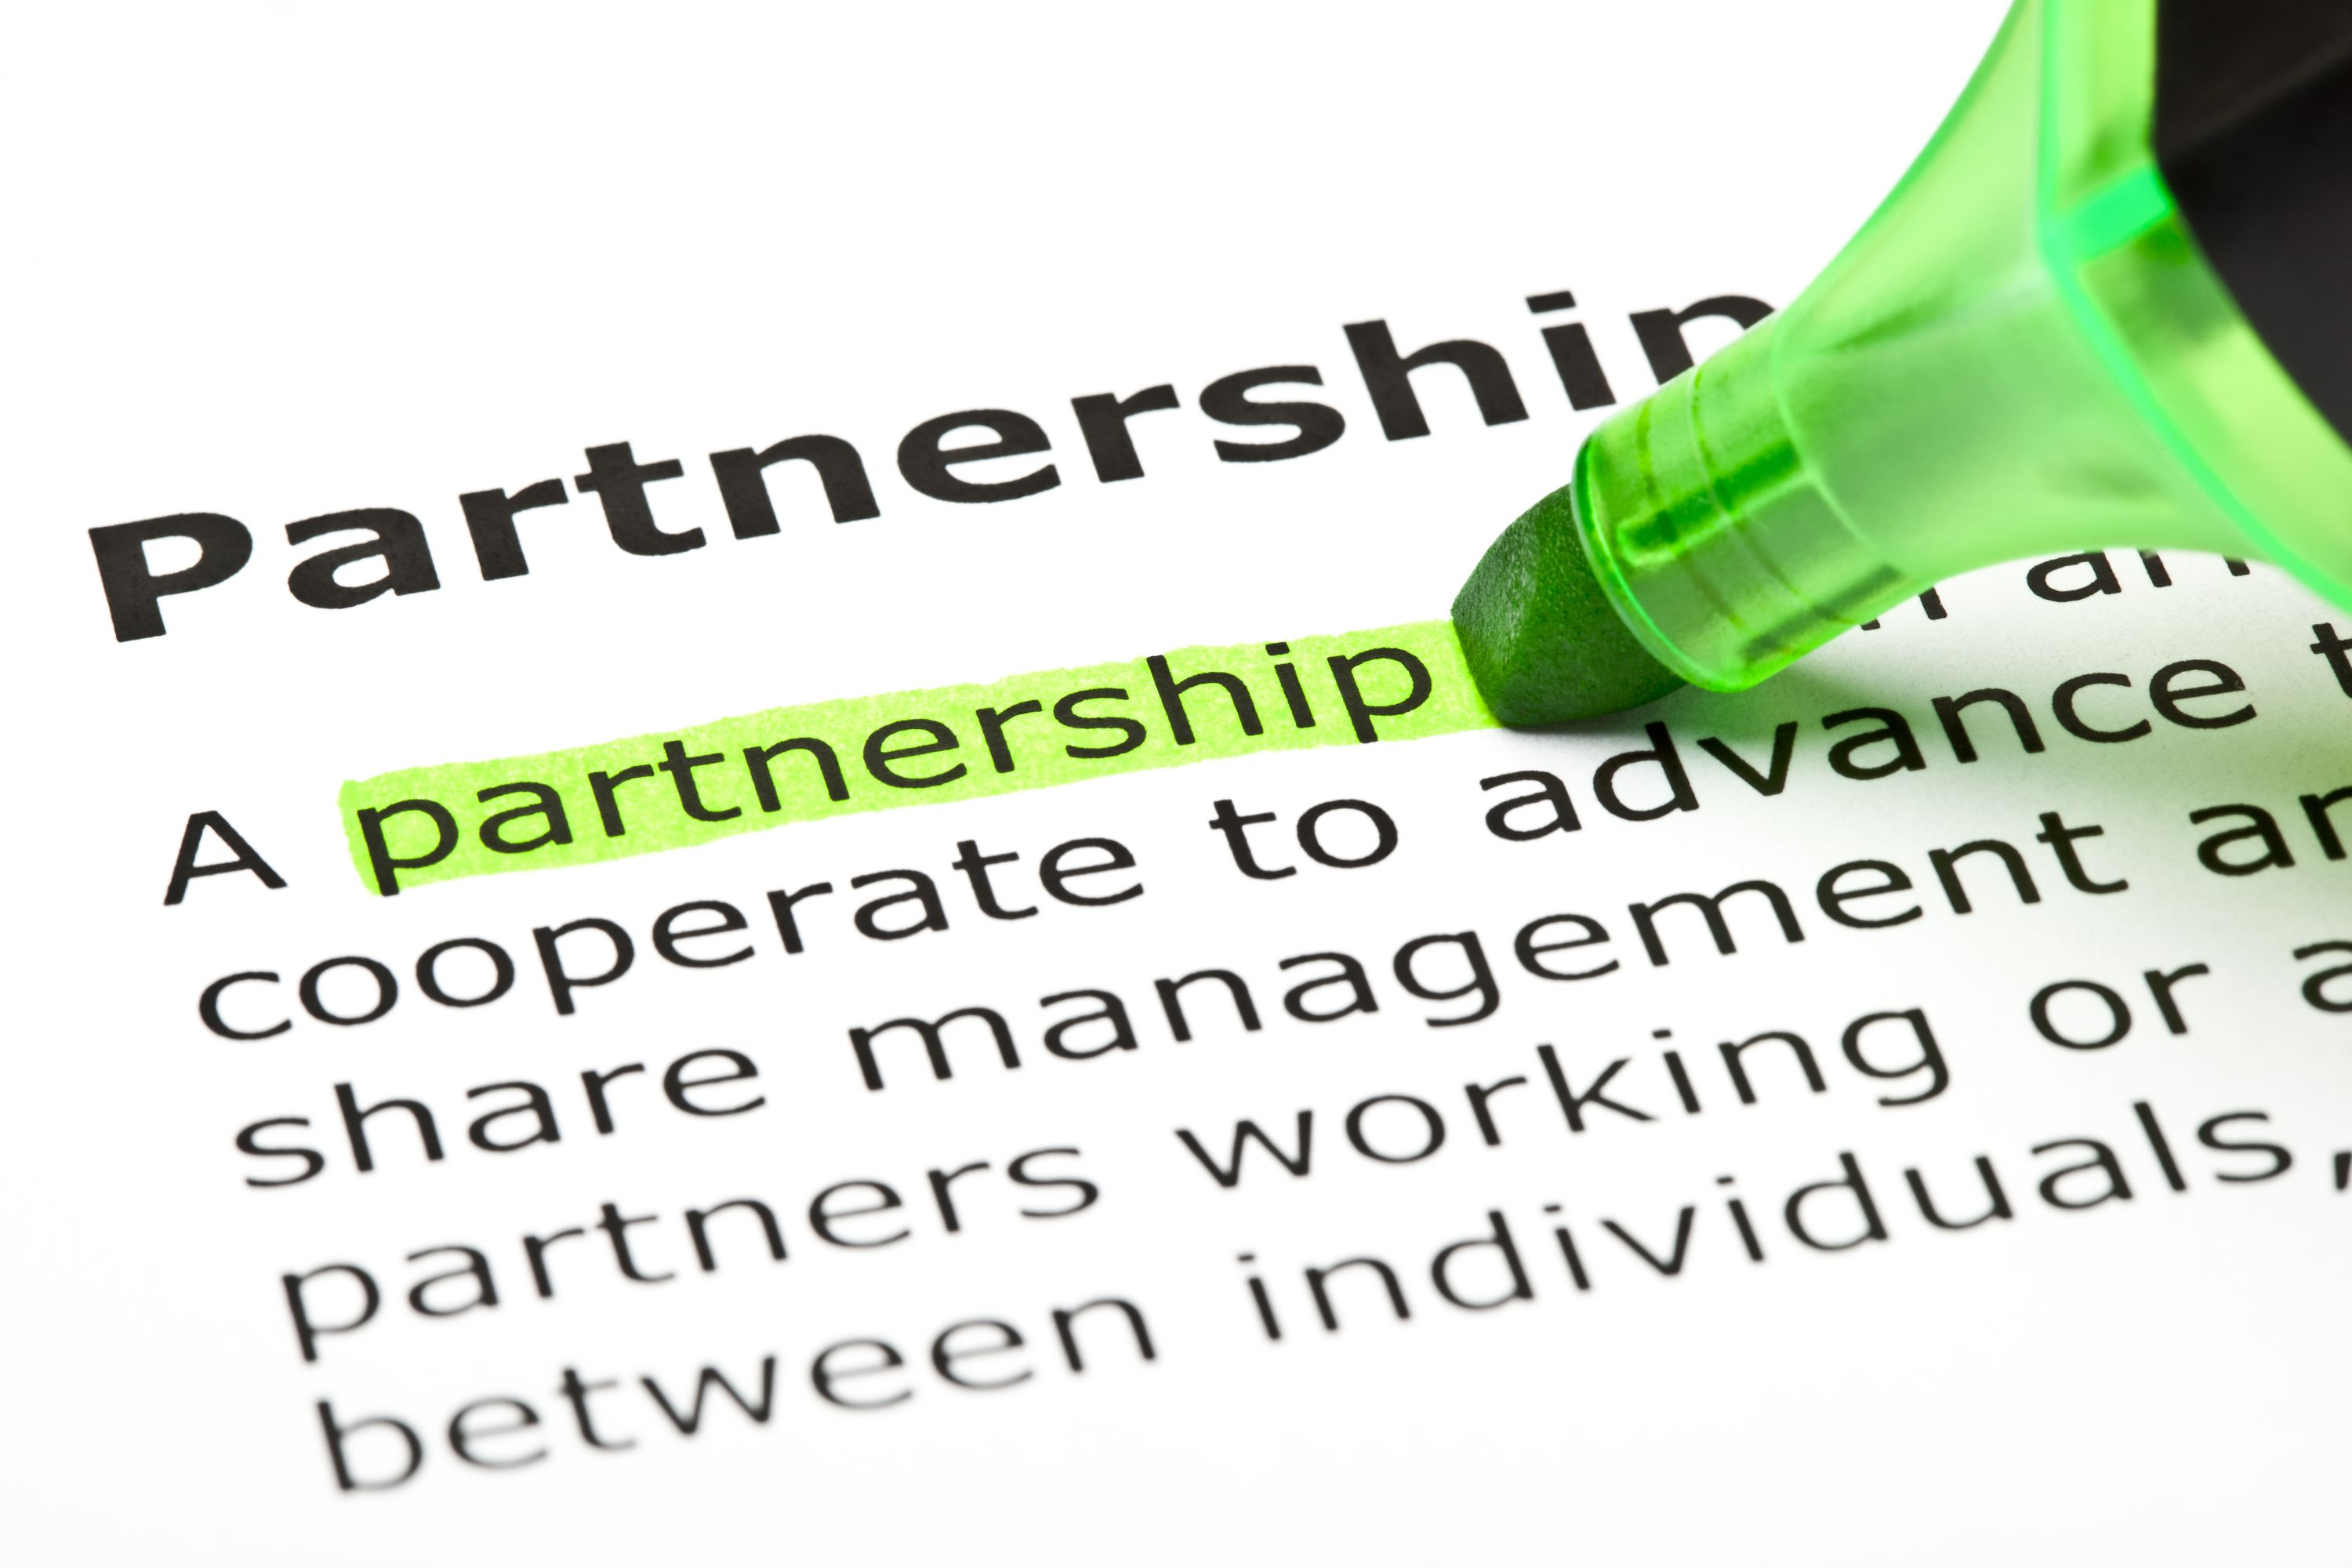 Partnership
A partnership
cooperate to advance
share management
partners working or
between individuals,